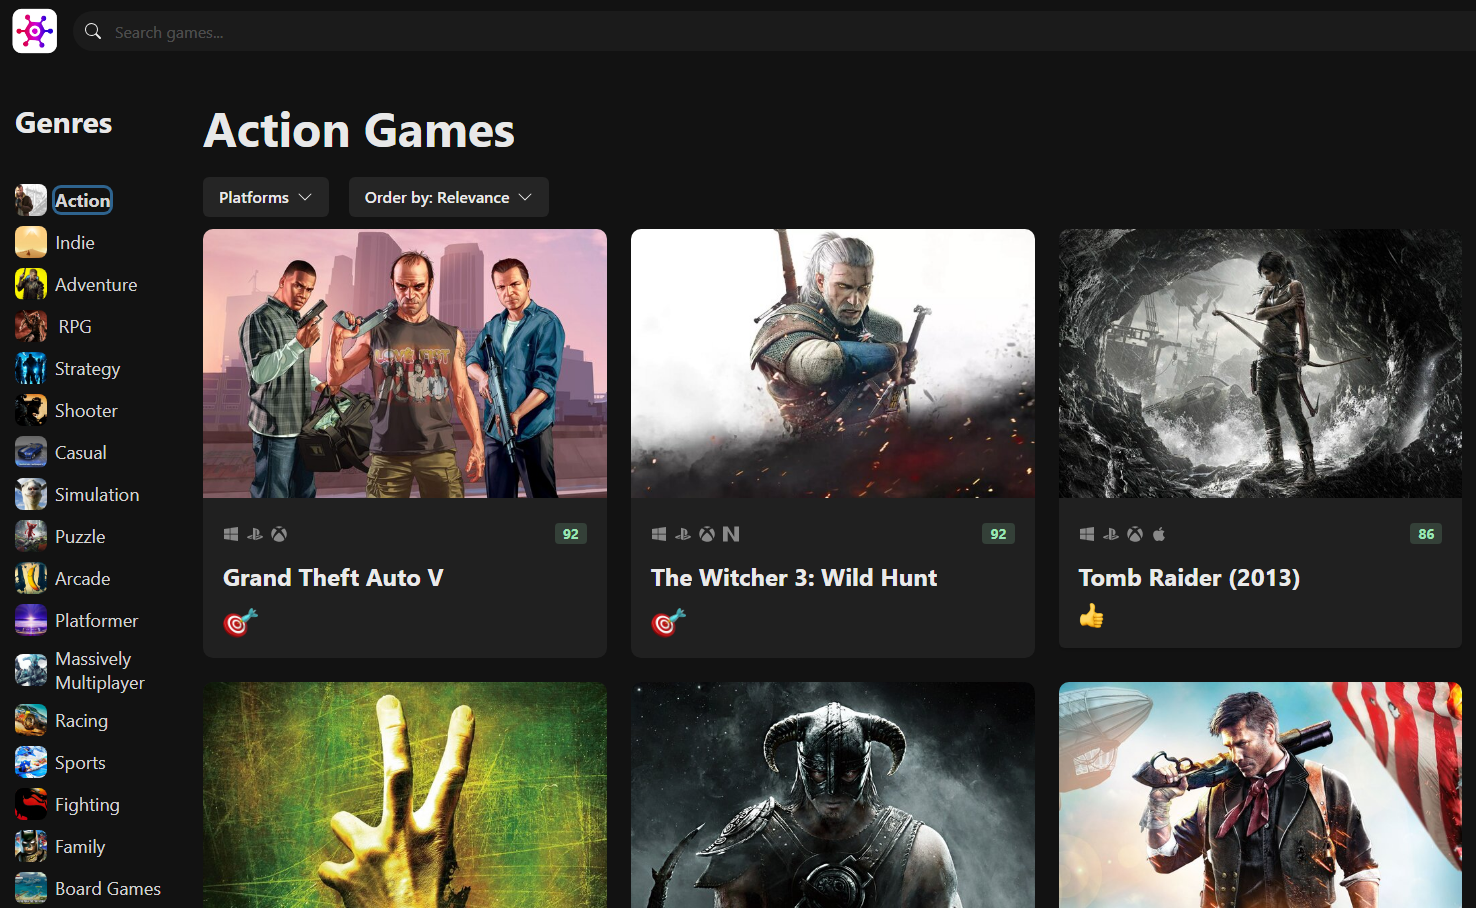 Search games...
Genres
Action
Indie
Adventure
RPG
Strategy
Shooter
Casual
Simulation
Puzzle
Arcade
Platformer
Massively
Multiplayer
Racing
Sports
Fighting
Family
Board Games
Action Games
Platforms
Order by: Relevance
92
Grand Theft Auto V
92
The Witcher 3: Wild Hunt
86
Tomb Raider (2013)